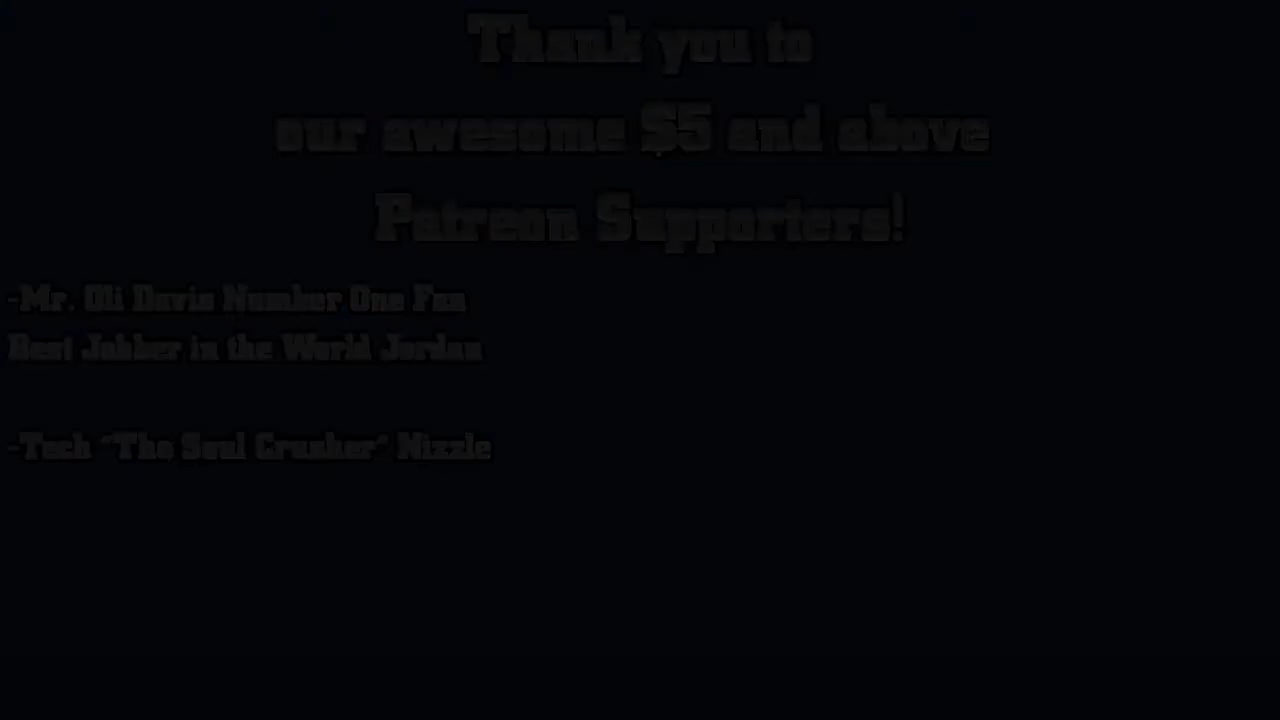 Thank you to
our awesome $5 and above
Patreon Supporters!
-Mr. Oli Davis Number One Fan
Best Jobber in the World Jordan
-Tech "The Soul Crusher" Nizzle